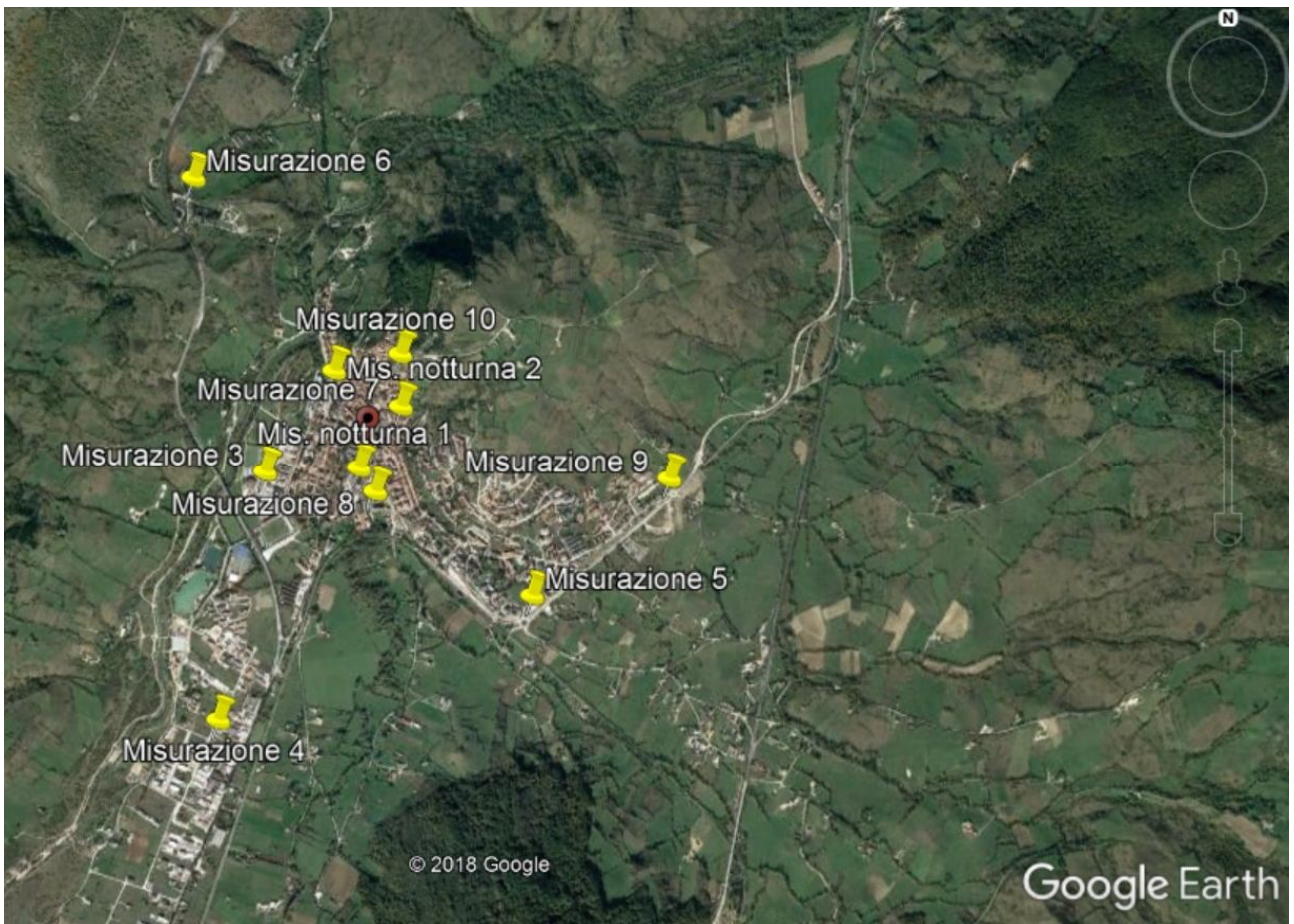 N
Misurazione 6
Misurazione 10
Mis. notturna 2
Misurazione 7
Mis. notturna 1
Misurazione 3
Misurazione 9
Misurazione 8
Misurazione 5
Misurazione 4
© 2018 Google
Google Earth